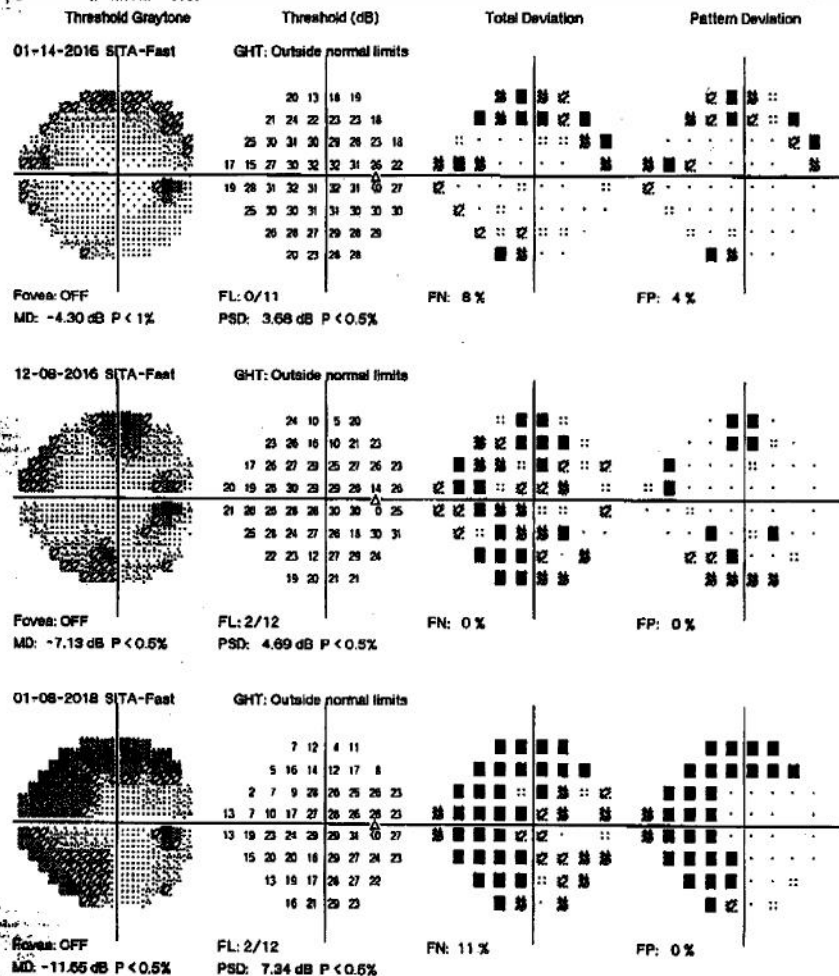 Threshold Graytone Threshold (dB) Total Deviation Pattern Deviation
01-14-2016 SITA-Fast GHT: Outside normal limits
20 13 18 19
21 24 22 23 23 18
25 30 31 30 29 26 23 18
17 15 27 30 32 32 31 26 22
19 28 31 32 31 32 31 <0 27
25 30 30 31 31 30 30 30
26 28 27 29 28 29
20 23 28 28
Fovea: OFF FL: 0/11 FN: 8 % FP: 4 %
MD: -4.30 dB P < 1% PSD: 3.68 dB P < 0.5%
12-08-2016 SITA-Fast GHT: Outside normal limits
24 10 5 20
23 26 16 10 21 23
17 26 27 29 25 27 26 23
20 19 26 30 29 29 28 14 26
21 26 26 28 28 30 30 0 25
25 28 24 27 26 18 30 31
22 23 12 27 29 24
19 20 21 21
Fovea: OFF FL: 2/12 FN: 0 % FP: 0 %
MD: -7.13 dB P < 0.5% PSD: 4.69 dB P < 0.5%
01-08-2018 SITA-Fast GHT: Outside normal limits
7 12 4 11
5 16 14 12 17 8
2 7 9 28 26 25 26 23
13 7 10 17 27 28 26 28 23
13 19 23 24 29 29 31 <0 27
15 20 20 16 29 27 24 23
13 19 17 26 27 22
16 21 29 23
Fovea: OFF FL: 2/12 FN: 11 % FP: 0 %
MD: -11.65 dB P < 0.5% PSD: 7.34 dB P < 0.5%